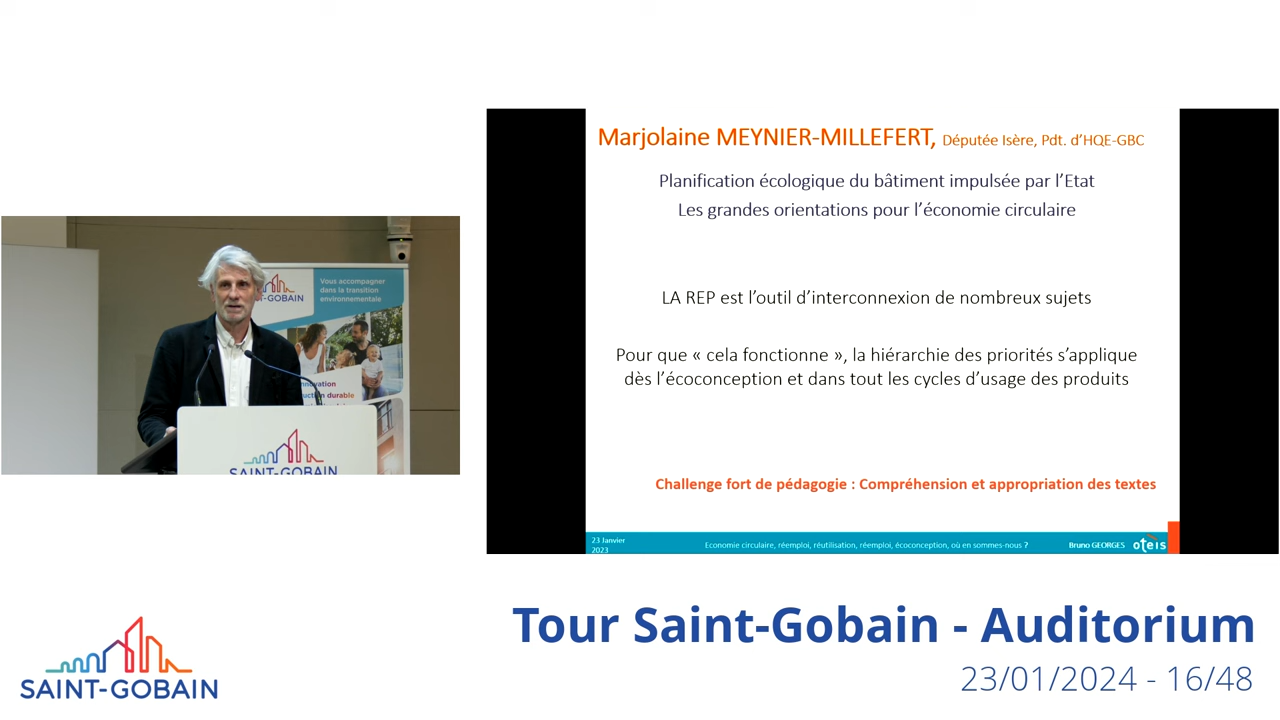 Marjolaine MEYNIER-MILLEFERT, Députée Isère, Pdt. d'HQE-GBC
Planification écologique du bâtiment impulsée par l'Etat
Les grandes orientations pour l'économie circulaire
LA REP est l'outil d'interconnexion de nombreux sujets
Pour que « cela fonctionne », la hiérarchie des priorités s'applique
dès l'écoconception et dans tout les cycles d'usage des produits
Challenge fort de pédagogie : Compréhension et appropriation des textes
23 Janvier
2023
Economie circulaire, réemploi, réutilisation, réemploi, écoconception, où en sommes-nous ?
Bruno GEORGES
oteis
Vous accompagner
dans la transition
environnementale
durable
SAINT-GOBAIN
Tour Saint-Gobain - Auditorium
23/01/2024 - 16/48
SAINT-GOBAIN